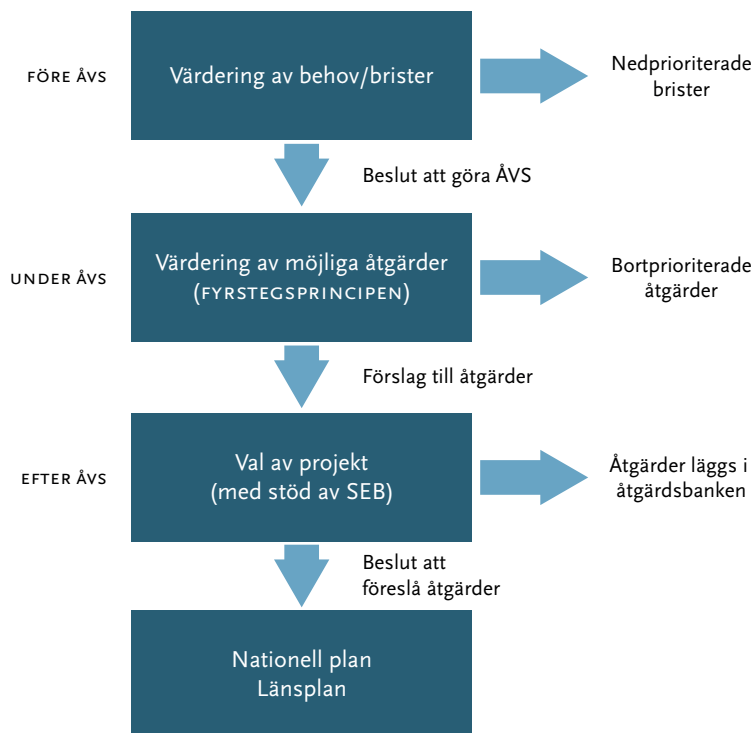 FÖRE ÅVS
Värdering av behov/brister
Nedprioriterade
brister
Beslut att göra ÅVS
UNDER ÅVS
Värdering av möjliga åtgärder
(FYRSTEGSPRINCIPEN)
Bortprioriterade
åtgärder
Förslag till åtgärder
EFTER ÅVS
Val av projekt
(med stöd av SEB)
Åtgärder läggs i
åtgärdsbanken
Beslut att
föreslå åtgärder
Nationell plan
Länsplan